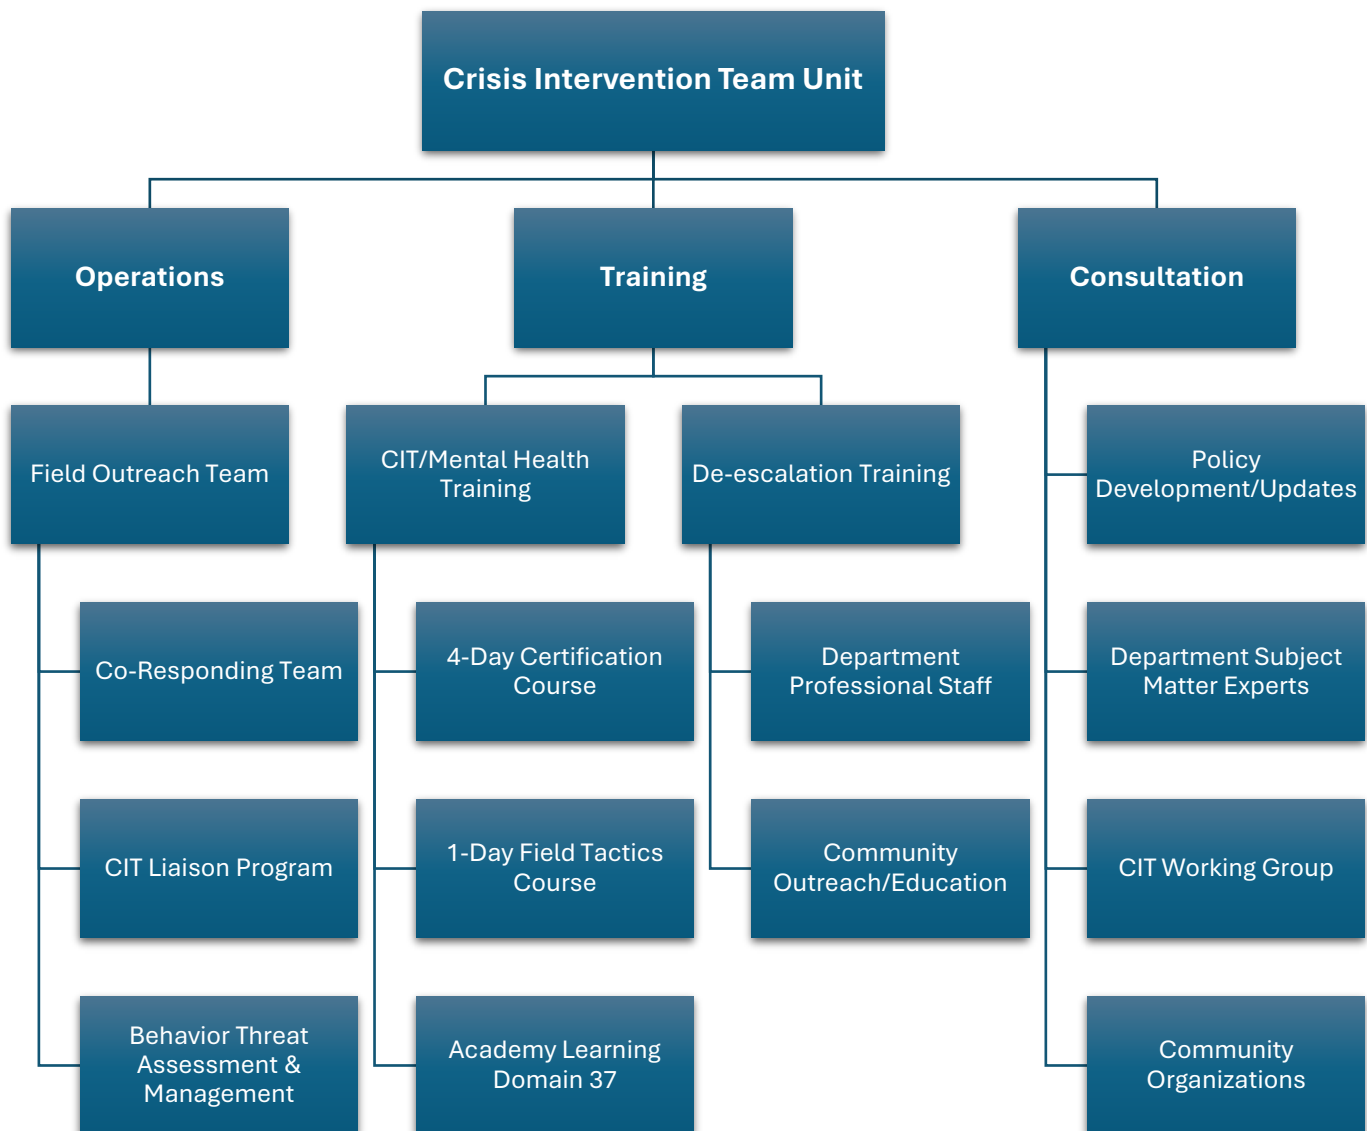 Crisis Intervention Team Unit
Operations
Training
Consultation
Field Outreach Team
CIT/Mental Health
Training
De-escalation Training
Policy
Development/Updates
Co-Responding Team
4-Day Certification
Course
Department
Professional Staff
Department Subject
Matter Experts
CIT Liaison Program
1-Day Field Tactics
Course
Community
Outreach/Education
CIT Working Group
Behavior Threat
Assessment &
Management
Academy Learning
Domain 37
Community
Organizations